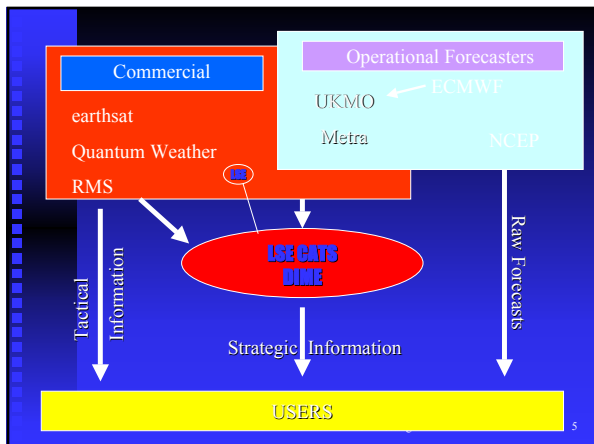 Commercial
earthsat
Quantum Weather
RMS
Operational Forecasters
ECMWF
UKMO
Metra
NCEP
LSE
LSE CATS
DIME
Tactical
Information
Strategic Information
Raw Forecasts
USERS
5